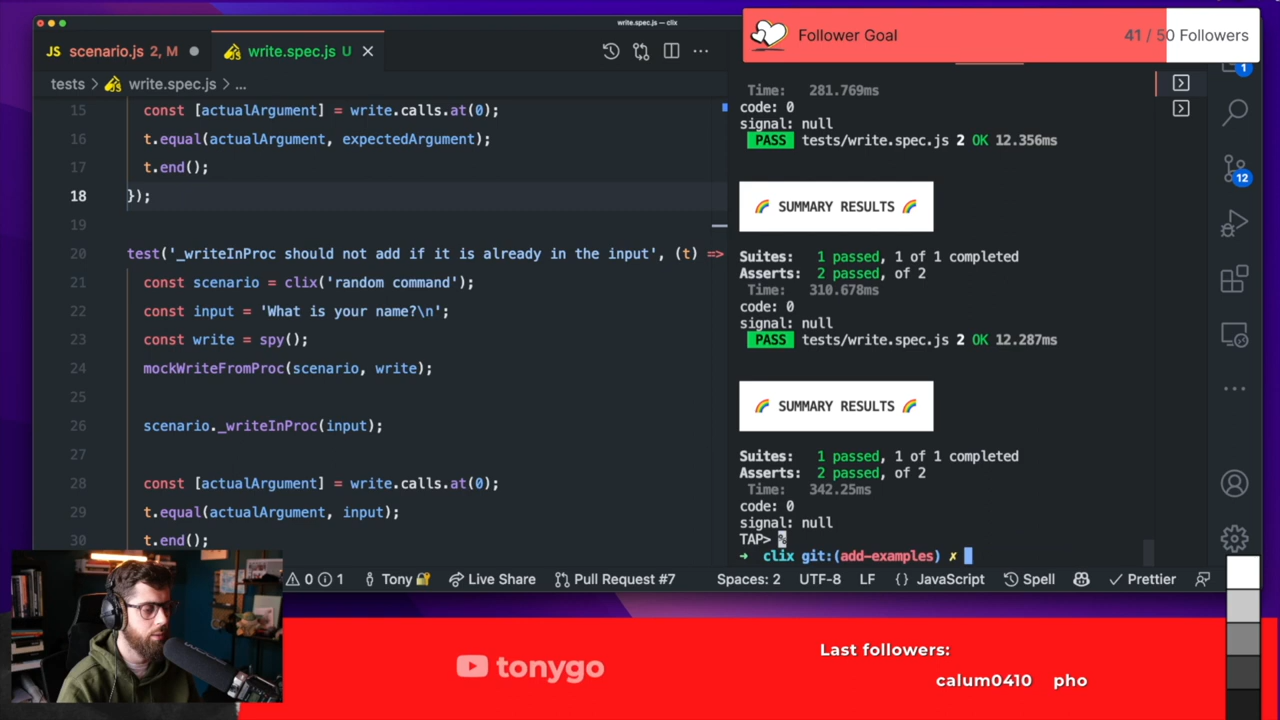 write.spec.js — clix
Follower Goal 41 / 50 Followers
JS scenario.js 2, M
write.spec.js U
tests > write.spec.js > ...
15 const [actualArgument] = write.calls.at(0);
16 t.equal(actualArgument, expectedArgument);
17 t.end();
18 });
19
20 test('_writeInProc should not add if it is already in the input', (t) =>
21 const scenario = clix('random command');
22 const input = 'What is your name?\n';
23 const write = spy();
24 mockWriteFromProc(scenario, write);
25
26 scenario._writeInProc(input);
27
28 const [actualArgument] = write.calls.at(0);
29 t.equal(actualArgument, input);
30 t.end();
Time: 281.769ms
code: 0
signal: null
PASS tests/write.spec.js 2 OK 12.356ms
🌈 SUMMARY RESULTS 🌈
Suites: 1 passed, 1 of 1 completed
Asserts: 2 passed, of 2
Time: 310.678ms
code: 0
signal: null
PASS tests/write.spec.js 2 OK 12.287ms
🌈 SUMMARY RESULTS 🌈
Suites: 1 passed, 1 of 1 completed
Asserts: 2 passed, of 2
Time: 342.25ms
code: 0
signal: null
TAP> %
→ clix git:(add-examples) ✗
1
12
0 1 Tony🔐 Live Share Pull Request #7 Spaces: 2 UTF-8 LF {} JavaScript Spell Prettier
tonygo
Last followers:
calum0410 pho